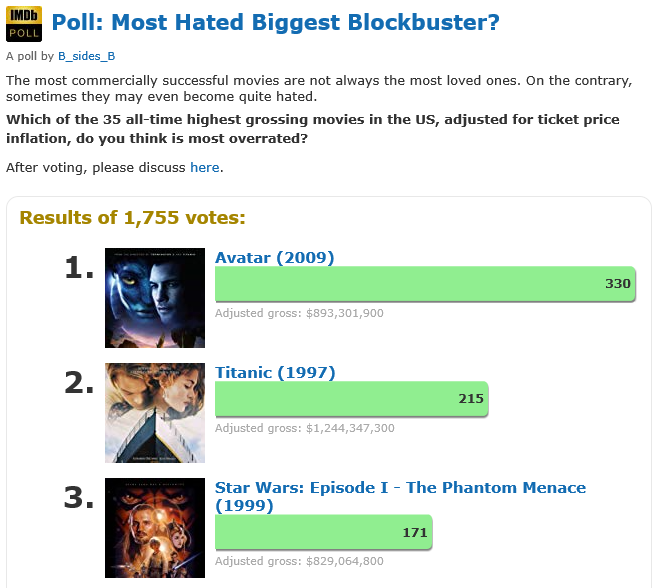 IMDb
POLL
Poll: Most Hated Biggest Blockbuster?
A poll by B_sides_B
The most commercially successful movies are not always the most loved ones. On the contrary,
sometimes they may even become quite hated.
Which of the 35 all-time highest grossing movies in the US, adjusted for ticket price
inflation, do you think is most overrated?
After voting, please discuss here.
Results of 1,755 votes:
1.
Avatar (2009)
330
Adjusted gross: $893,301,900
2.
Titanic (1997)
215
Adjusted gross: $1,244,347,300
3.
Star Wars: Episode I - The Phantom Menace
(1999)
171
Adjusted gross: $829,064,800